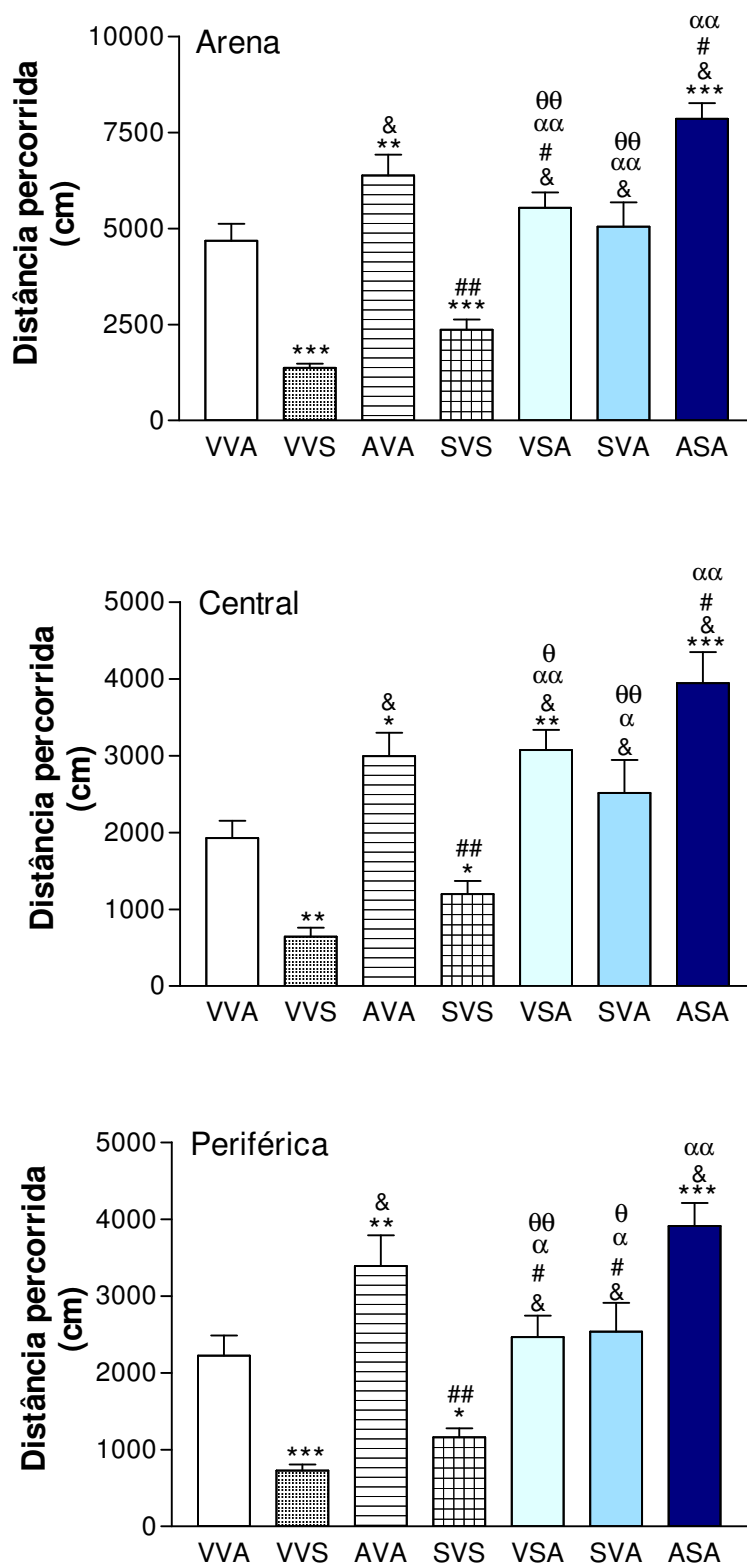 Arena
Distância percorrida
(cm)
10000
7500
5000
2500
0
***
&
**
##
***
θθ
αα
#
&
θθ
αα
&
αα
#
&
***
VVA VVS AVA SVS VSA SVA ASA
Central
Distância percorrida
(cm)
5000
4000
3000
2000
1000
0
**
&
*
##
*
θ
αα
&
**
θθ
α
&
αα
#
&
***
VVA VVS AVA SVS VSA SVA ASA
Periférica
Distância percorrida
(cm)
5000
4000
3000
2000
1000
0
***
&
**
##
*
θθ
α
#
&
θ
α
#
&
αα
&
***
VVA VVS AVA SVS VSA SVA ASA